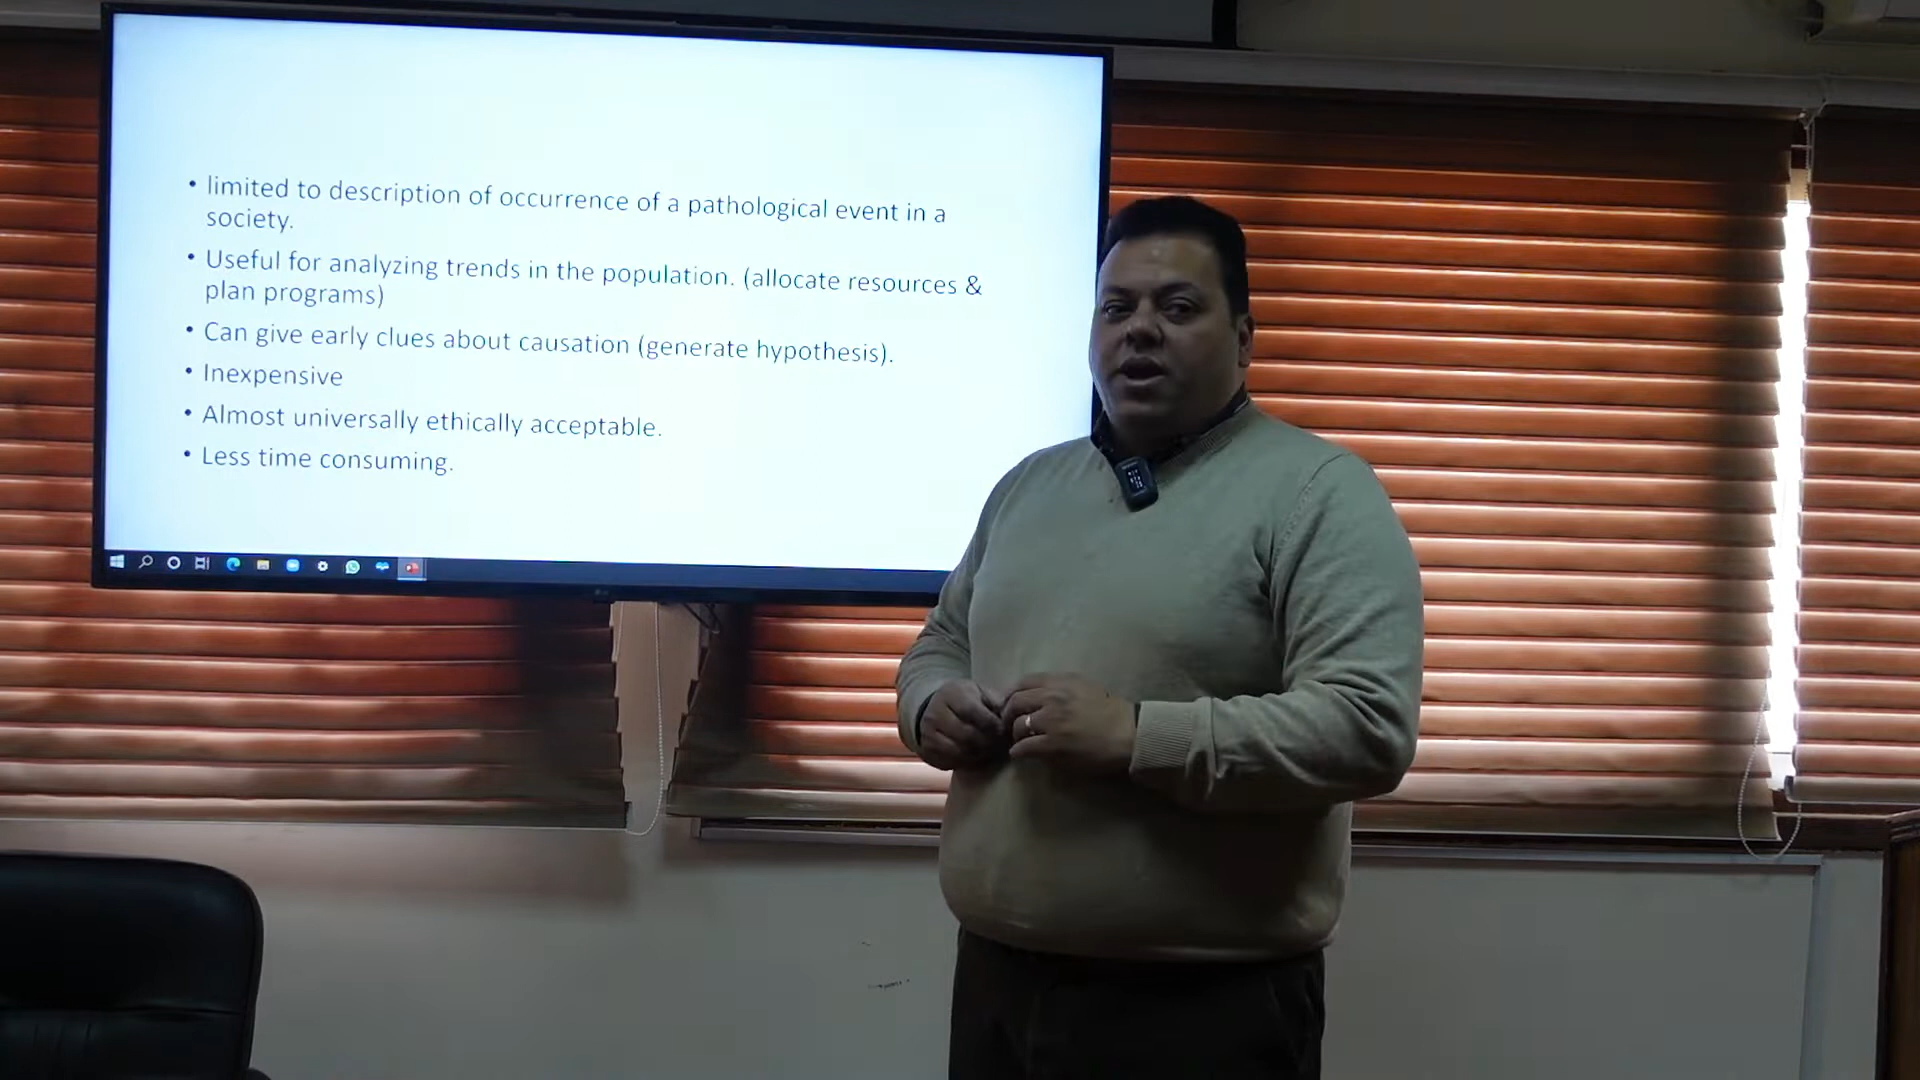 • limited to description of occurrence of a pathological event in a
society.
• Useful for analyzing trends in the population. (allocate resources &
plan programs)
• Can give early clues about causation (generate hypothesis).
• Inexpensive
• Almost universally ethically acceptable.
• Less time consuming.
LG